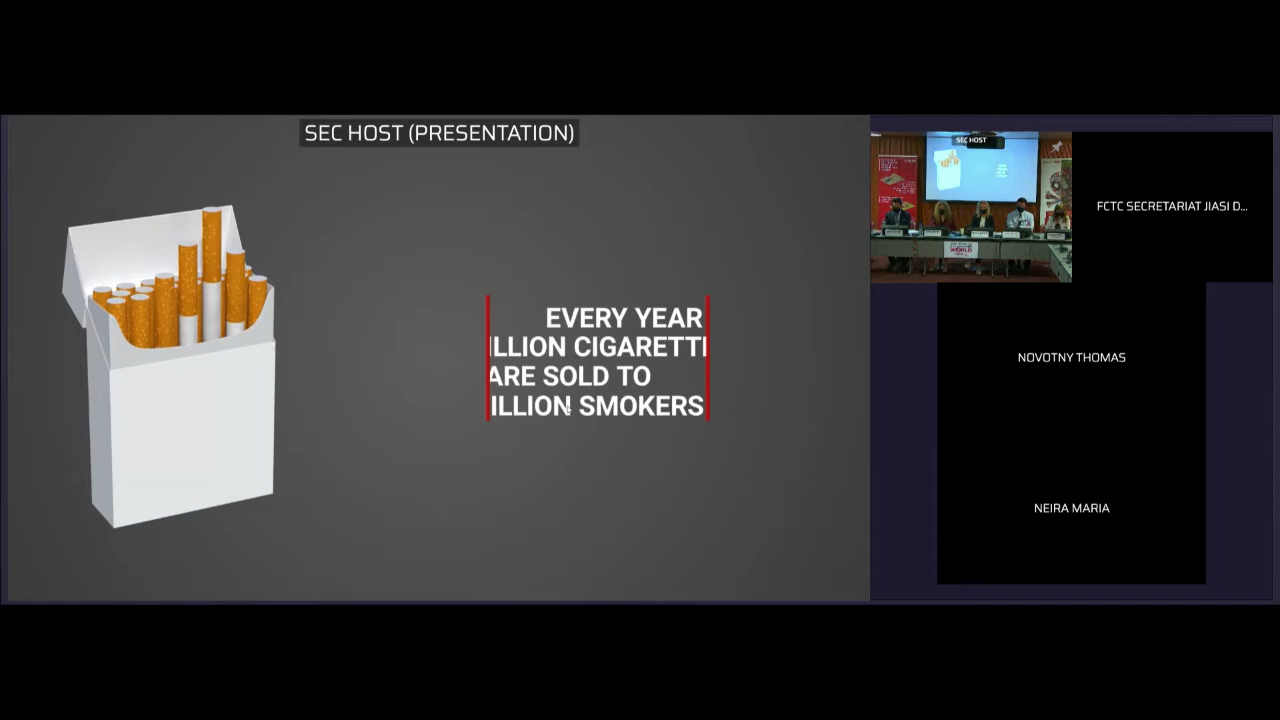 SEC HOST (PRESENTATION)
EVERY YEAR
ILLION CIGARETTI
ARE SOLD TO
ILLION SMOKERS
SEC HOST
WORLD
FCTC SECRETARIAT JIASI D...
NOVOTNY THOMAS
NEIRA MARIA